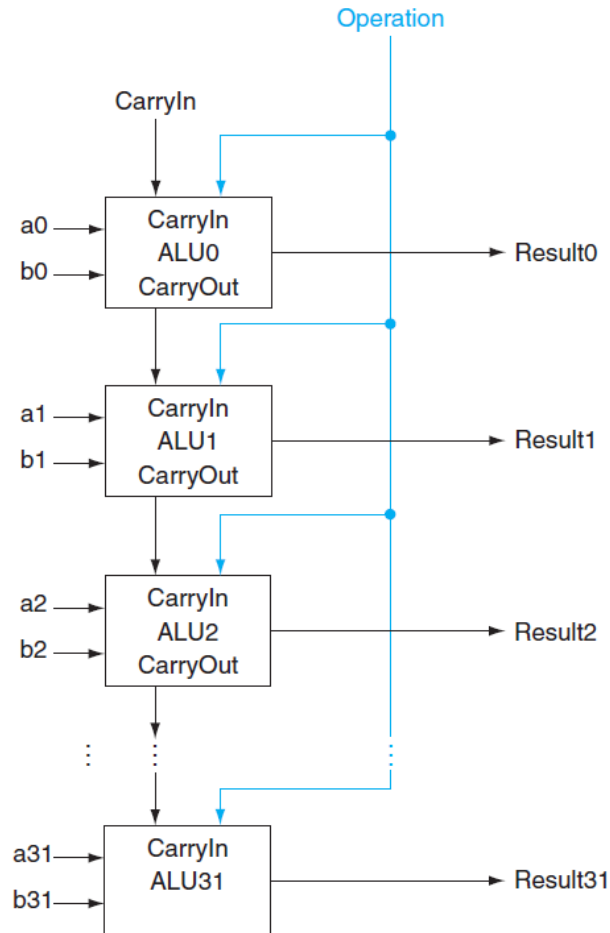 Operation
CarryIn
a0
b0
CarryIn
ALU0
CarryOut
Result0
a1
b1
CarryIn
ALU1
CarryOut
Result1
a2
b2
CarryIn
ALU2
CarryOut
Result2
a31
b31
CarryIn
ALU31
Result31